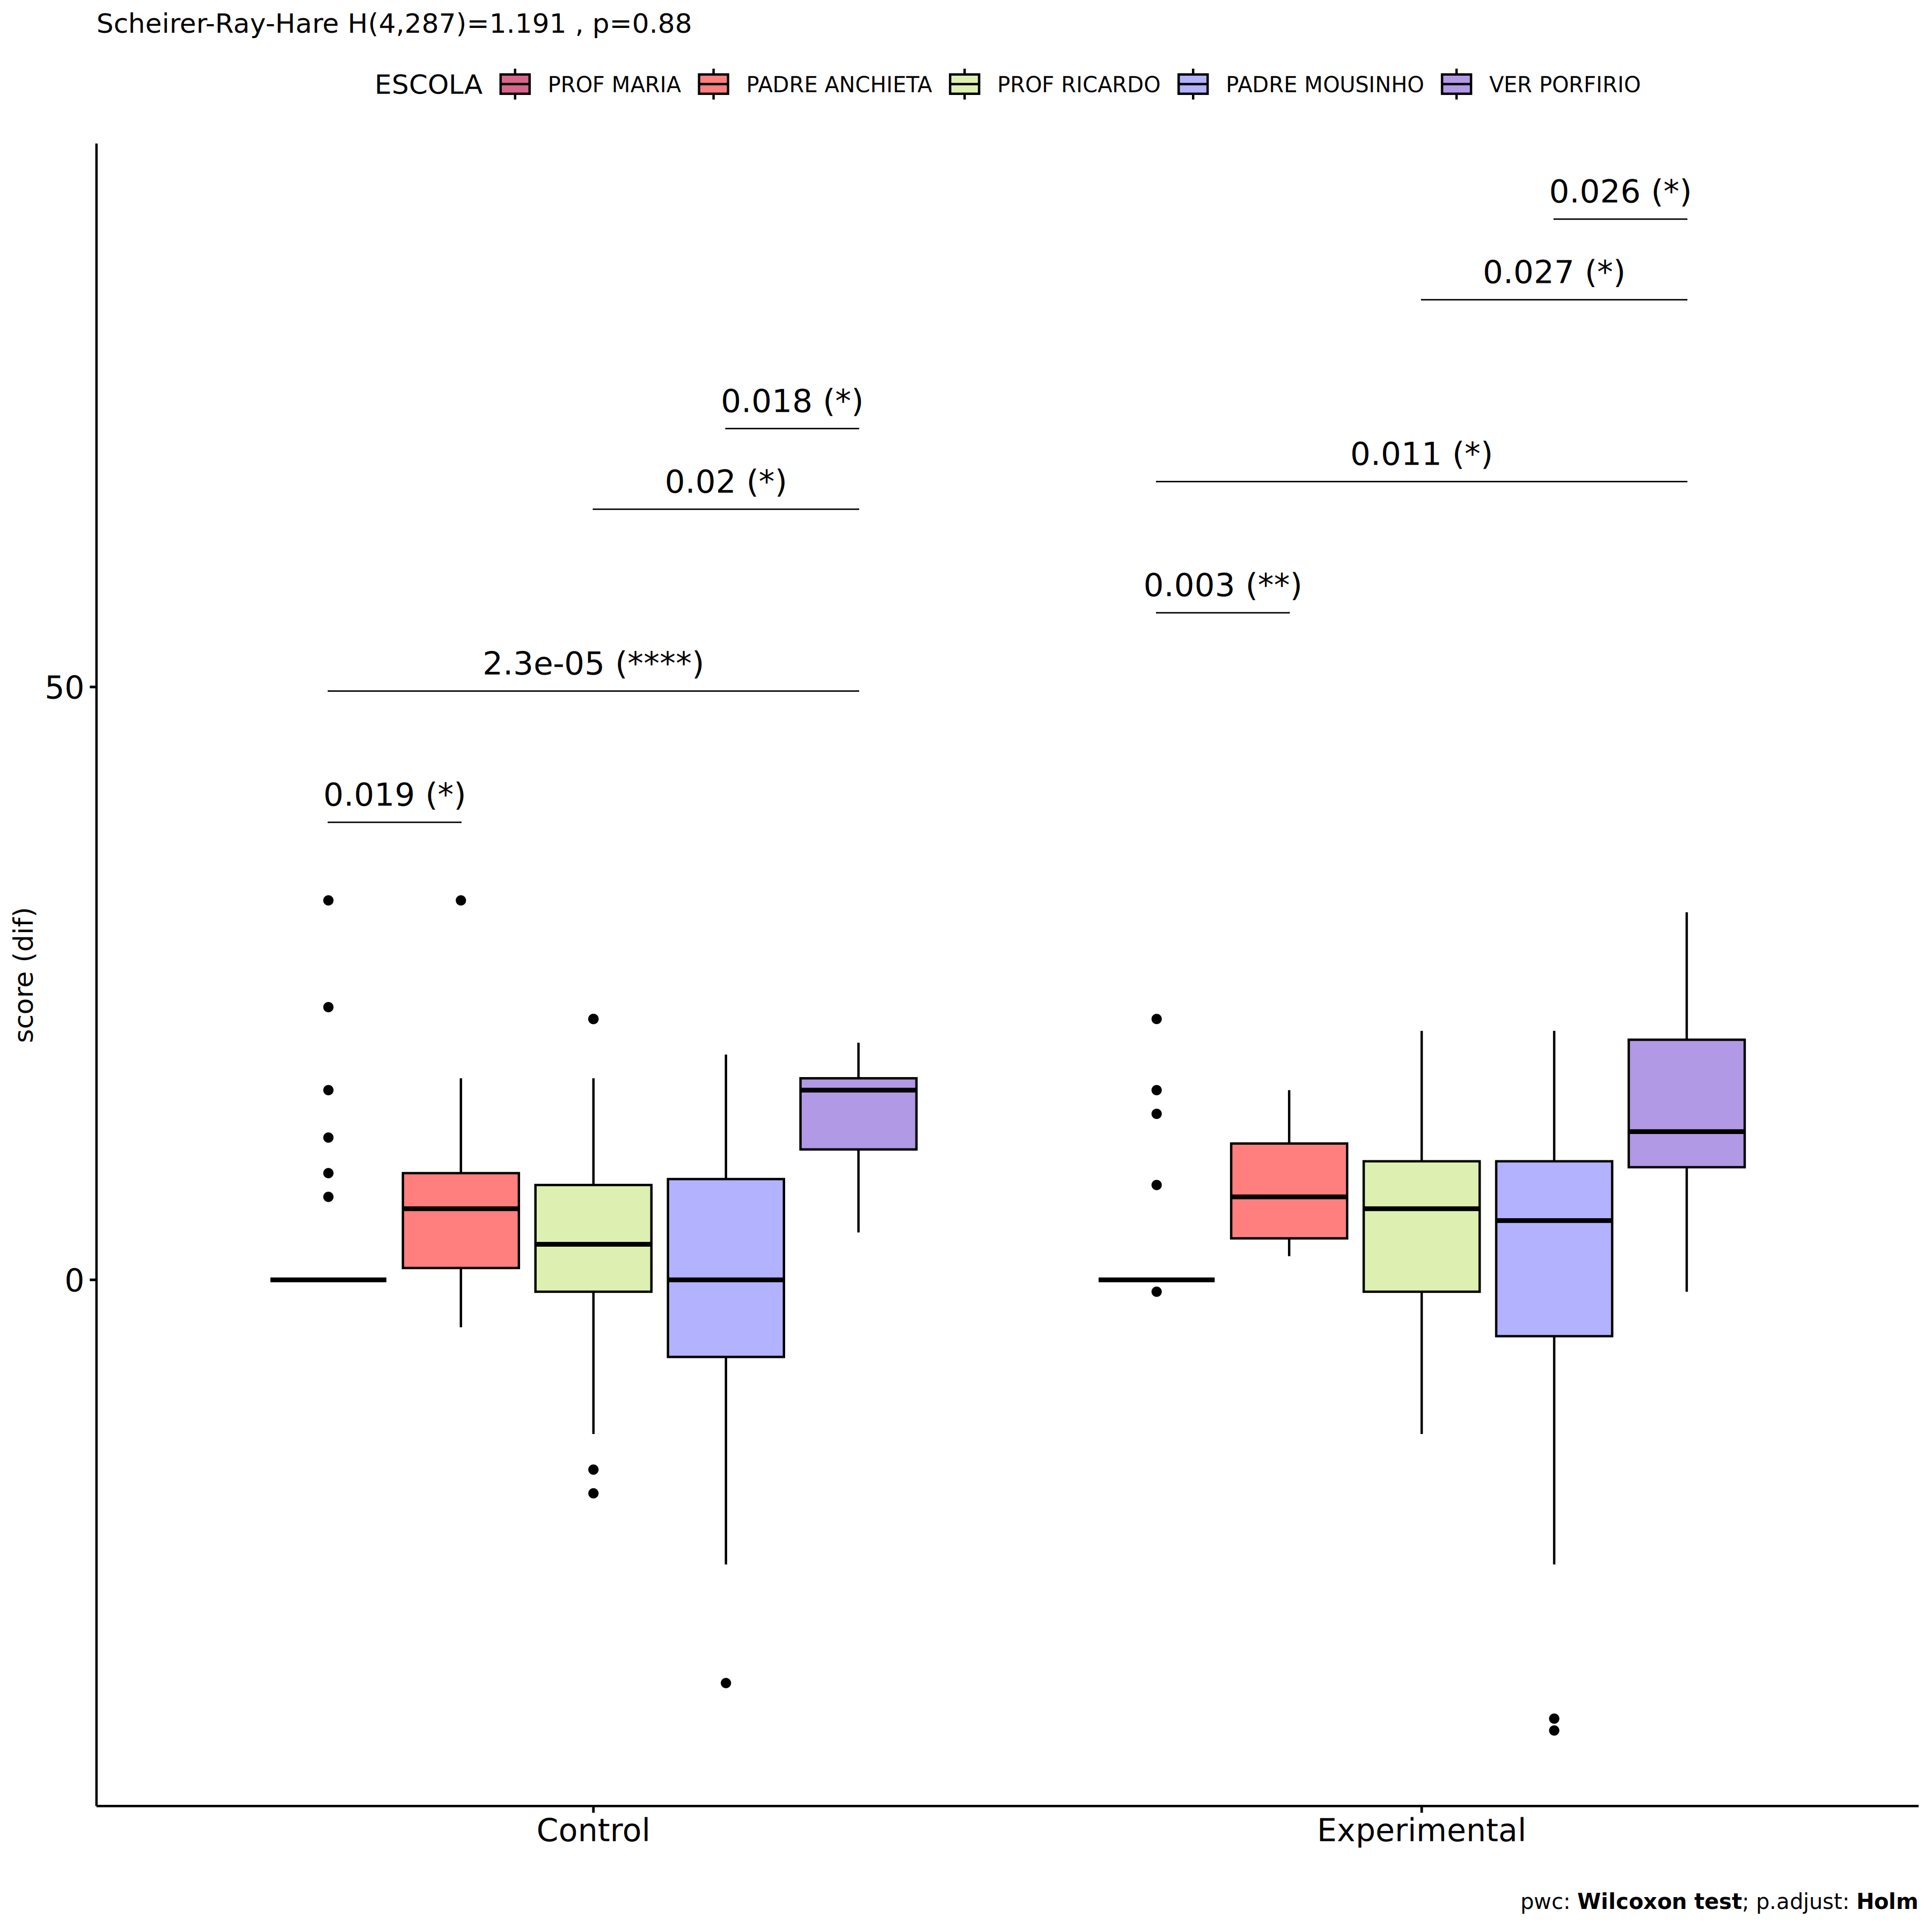 Scheirer-Ray-Hare H(4,287)=1.191 , p=0.88
ESCOLA PROF MARIA PADRE ANCHIETA PROF RICARDO PADRE MOUSINHO VER PORFIRIO
0.026 (*)
0.027 (*)
0.018 (*)
0.011 (*)
0.02 (*)
0.003 (**)
2.3e-05 (****)
50
0.019 (*)
score (dif)
0
Control Experimental
pwc: Wilcoxon test; p.adjust: Holm